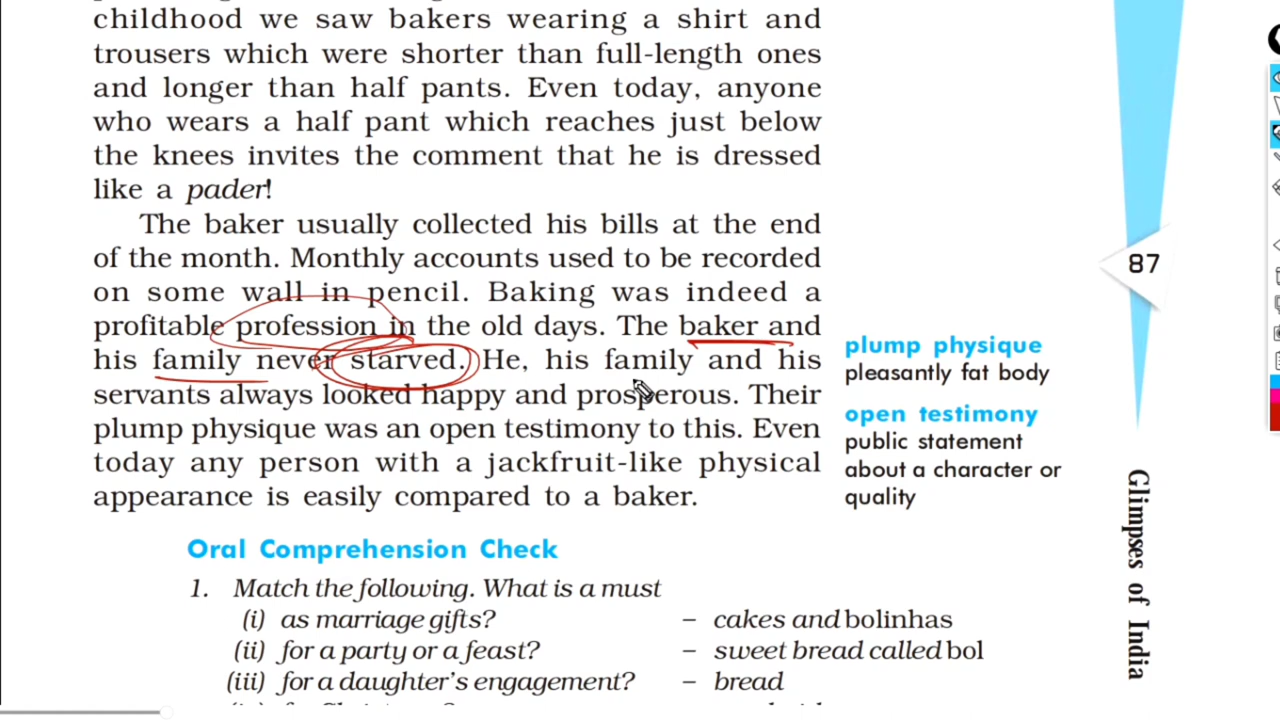 childhood we saw bakers wearing a shirt and
trousers which were shorter than full-length ones
and longer than half pants. Even today, anyone
who wears a half pant which reaches just below
the knees invites the comment that he is dressed
like a pader!
The baker usually collected his bills at the end
of the month. Monthly accounts used to be recorded
on some wall in pencil. Baking was indeed a
profitable profession in the old days. The baker and
his family never starved. He, his family and his
servants always looked happy and prosperous. Their
plump physique was an open testimony to this. Even
today any person with a jackfruit-like physical
appearance is easily compared to a baker.
87
plump physique
pleasantly fat body
open testimony
public statement
about a character or
quality
Glimpses of India
Oral Comprehension Check
1. Match the following. What is a must
(i) as marriage gifts? – cakes and bolinhas
(ii) for a party or a feast? – sweet bread called bol
(iii) for a daughter's engagement? – bread